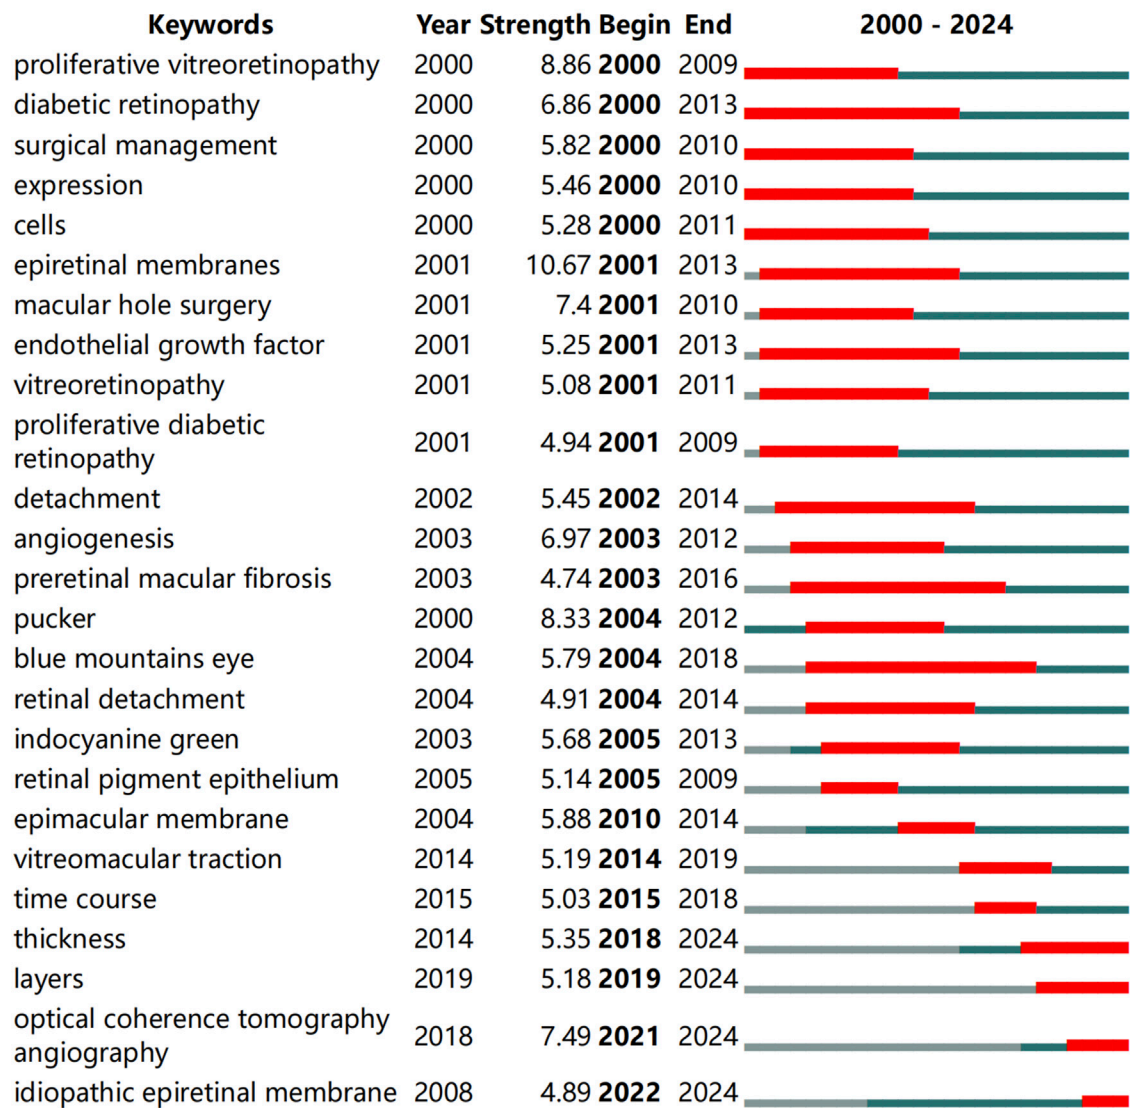 Keywords Year Strength Begin End 2000 - 2024
proliferative vitreoretinopathy 2000 8.86 2000 2009
diabetic retinopathy 2000 6.86 2000 2013
surgical management 2000 5.82 2000 2010
expression 2000 5.46 2000 2010
cells 2000 5.28 2000 2011
epiretinal membranes 2001 10.67 2001 2013
macular hole surgery 2001 7.4 2001 2010
endothelial growth factor 2001 5.25 2001 2013
vitreoretinopathy 2001 5.08 2001 2011
proliferative diabetic
retinopathy 2001 4.94 2001 2009
detachment 2002 5.45 2002 2014
angiogenesis 2003 6.97 2003 2012
preretinal macular fibrosis 2003 4.74 2003 2016
pucker 2000 8.33 2004 2012
blue mountains eye 2004 5.79 2004 2018
retinal detachment 2004 4.91 2004 2014
indocyanine green 2003 5.68 2005 2013
retinal pigment epithelium 2005 5.14 2005 2009
epimacular membrane 2004 5.88 2010 2014
vitreomacular traction 2014 5.19 2014 2019
time course 2015 5.03 2015 2018
thickness 2014 5.35 2018 2024
layers 2019 5.18 2019 2024
optical coherence tomography
angiography 2018 7.49 2021 2024
idiopathic epiretinal membrane 2008 4.89 2022 2024